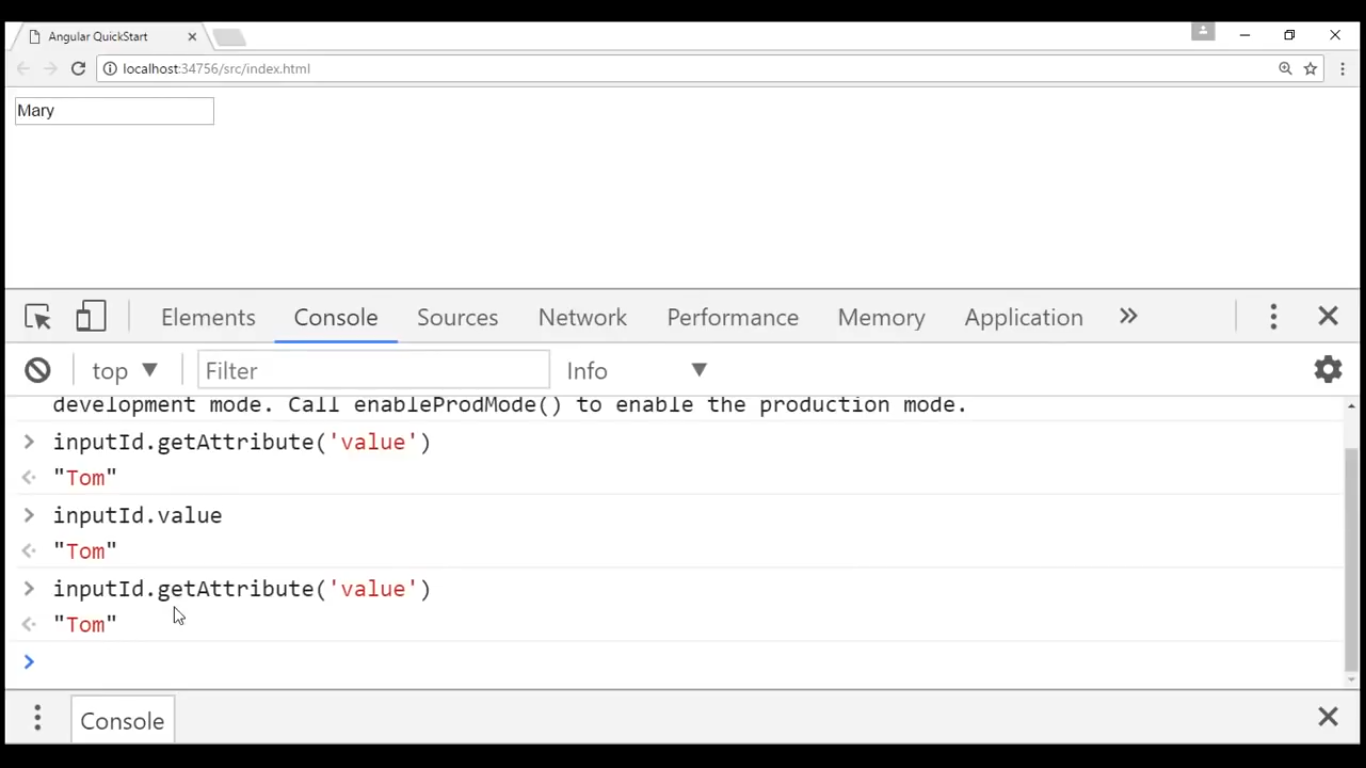 Angular QuickStart
localhost:34756/src/index.html
Mary
Elements Console Sources Network Performance Memory Application »
top Filter Info
development mode. Call enableProdMode() to enable the production mode.
> inputId.getAttribute('value')
"Tom"
> inputId.value
"Tom"
> inputId.getAttribute('value')
"Tom"
>
Console